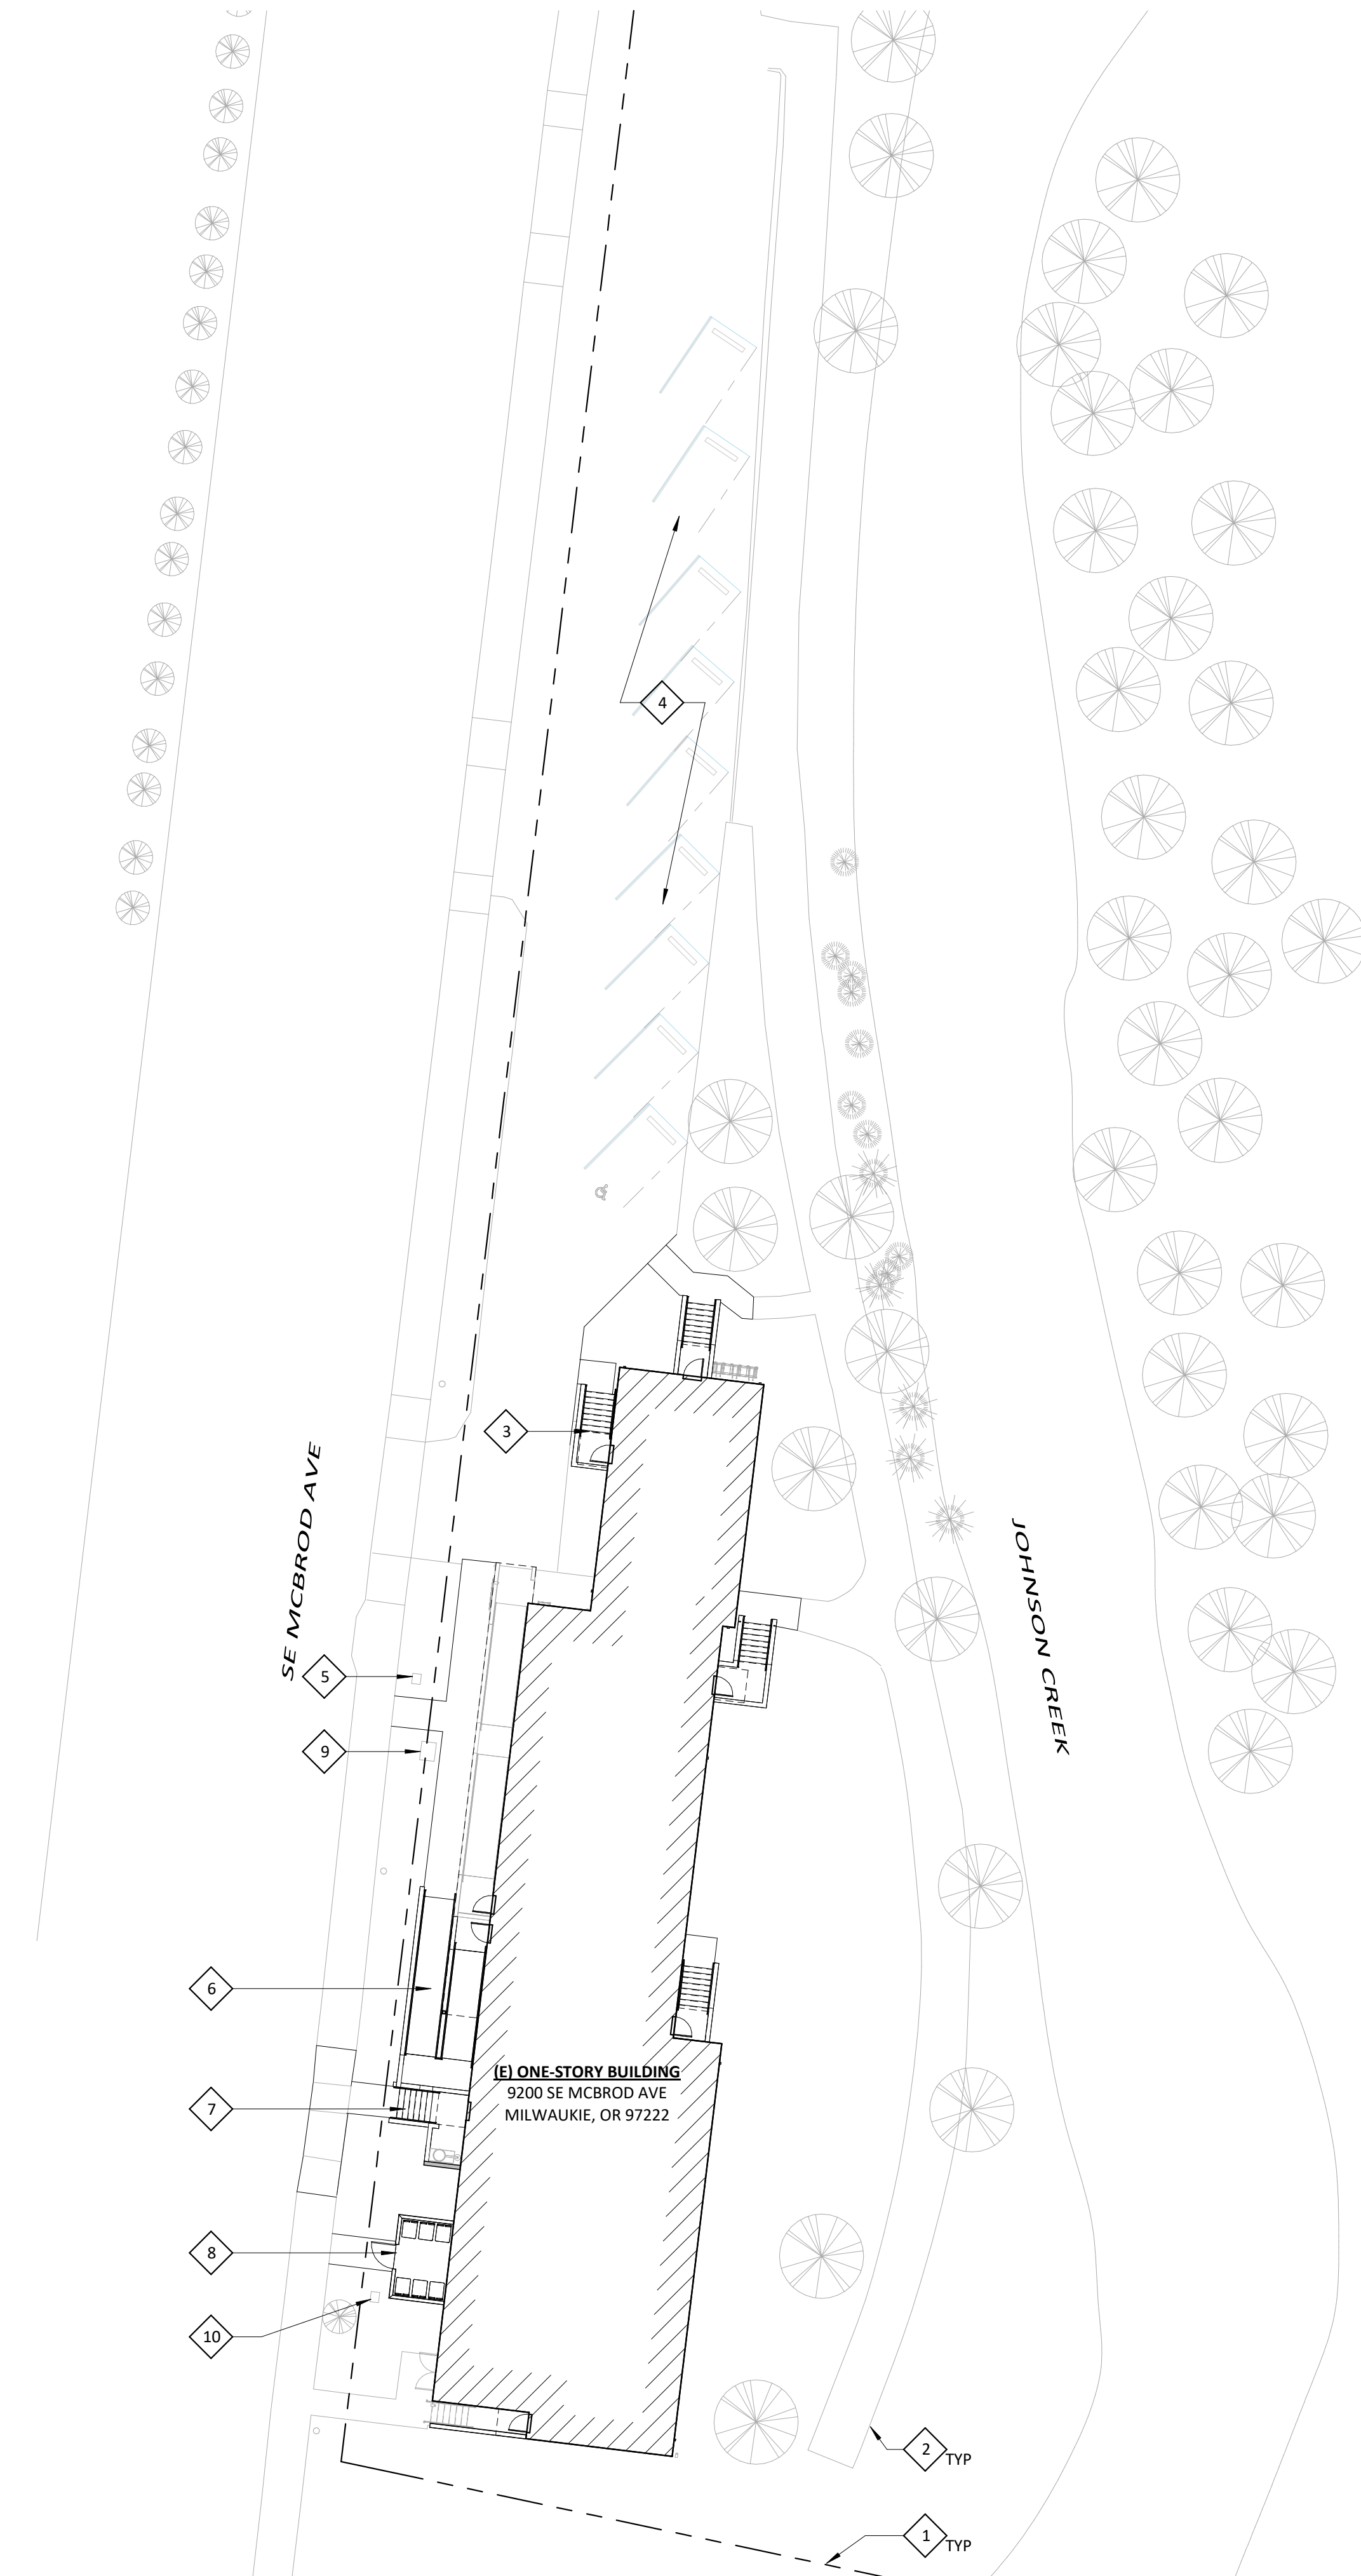 4
3
SE MCBROD AVE
JOHNSON CREEK
5
9
6
(E) ONE-STORY BUILDING
9200 SE MCBROD AVE
MILWAUKIE, OR 97222
7
8
10
2 TYP
1 TYP